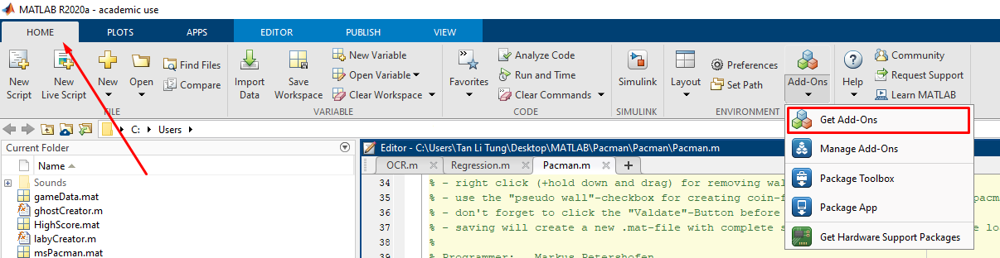 MATLAB R2020a - academic use
HOME PLOTS APPS EDITOR PUBLISH VIEW
New Script
New Live Script
New
Open
Find Files
Compare
FILE
Import Data
Save Workspace
New Variable
Open Variable
Clear Workspace
VARIABLE
Favorites
Analyze Code
Run and Time
Clear Commands
CODE
Simulink
SIMULINK
Layout
Preferences
Set Path
Add-Ons
ENVIRONMENT
Help
Community
Request Support
Learn MATLAB
Get Add-Ons
Manage Add-Ons
Package Toolbox
Package App
Get Hardware Support Packages
C: Users
Current Folder
Name
Sounds
gameData.mat
ghostCreator.m
HighScore.mat
labyCreator.m
msPacman.mat
Editor - C:\Users\Tan Li Tung\Desktop\MATLAB\Pacman\Pacman\Pacman.m
OCR.m Regression.m Pacman.m
34 % - right click (+hold down and drag) for removing wal
35 % - use the "pseudo wall"-checkbox for creating coin-f pacm
36 % - don't forget to click the "Valdate"-Button before
37 % - saving will create a new .mat-file with complete s e lo
38 %
39 % Programmer: Markus Petershofen